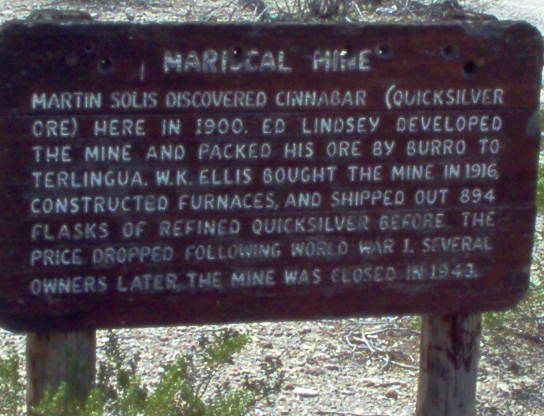 MARISCAL MINE
MARTIN SOLIS DISCOVERED CINNABAR (QUICKSILVER
ORE) HERE IN 1900. ED LINDSEY DEVELOPED
THE MINE AND PACKED HIS ORE BY BURRO TO
TERLINGUA. W.K. ELLIS BOUGHT THE MINE IN 1916,
CONSTRUCTED FURNACES, AND SHIPPED OUT 894
FLASKS OF REFINED QUICKSILVER BEFORE THE
PRICE DROPPED FOLLOWING WORLD WAR I. SEVERAL
OWNERS LATER, THE MINE WAS CLOSED IN 1943.